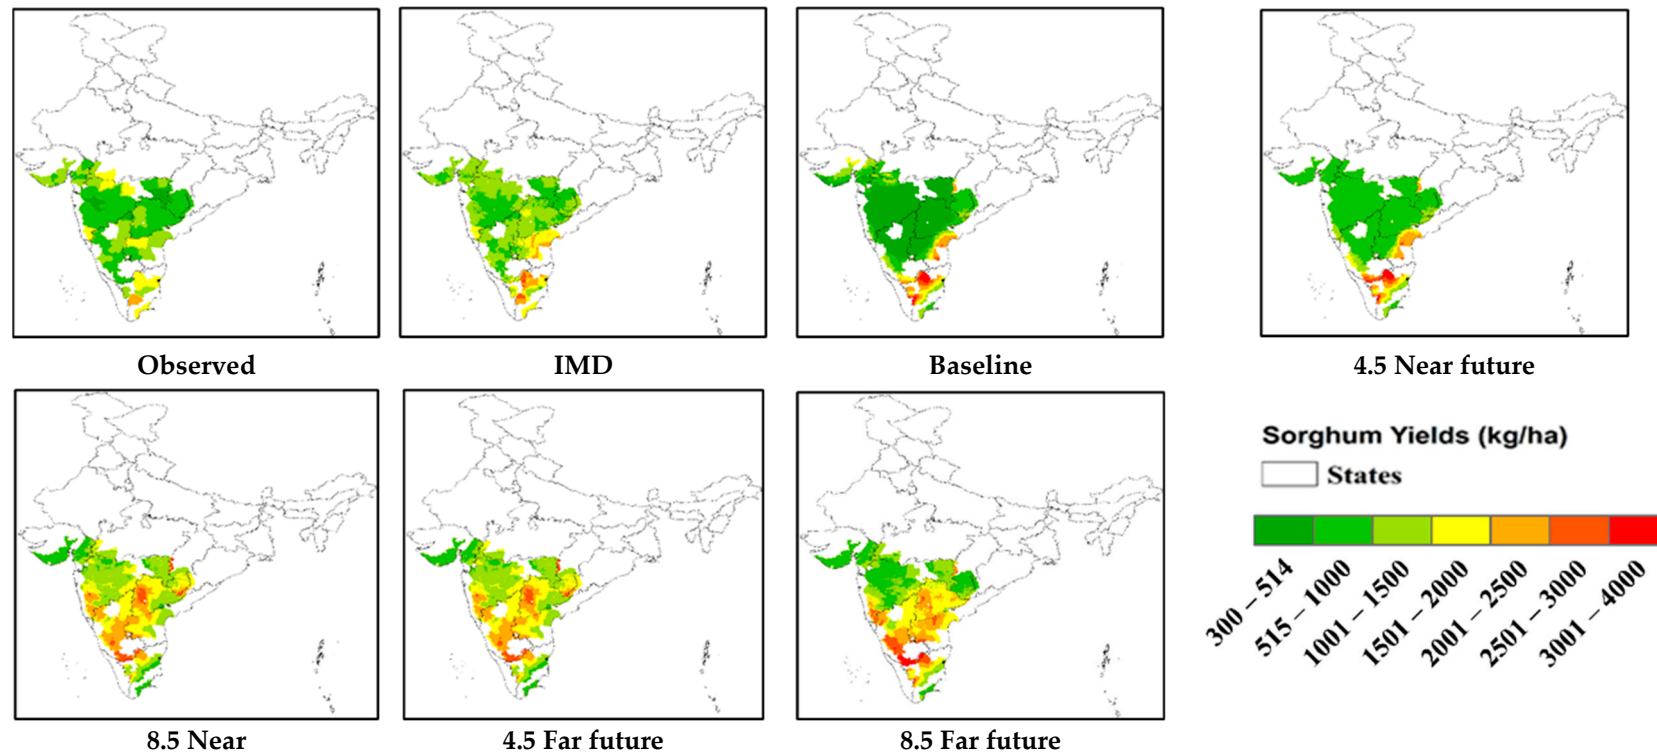 Observed
IMD
Baseline
4.5 Near future
Sorghum Yields (kg/ha)
States
300 – 514
515 – 1000
1001 – 1500
1501 – 2000
2001 – 2500
2501 – 3000
3001 – 4000
8.5 Near
4.5 Far future
8.5 Far future